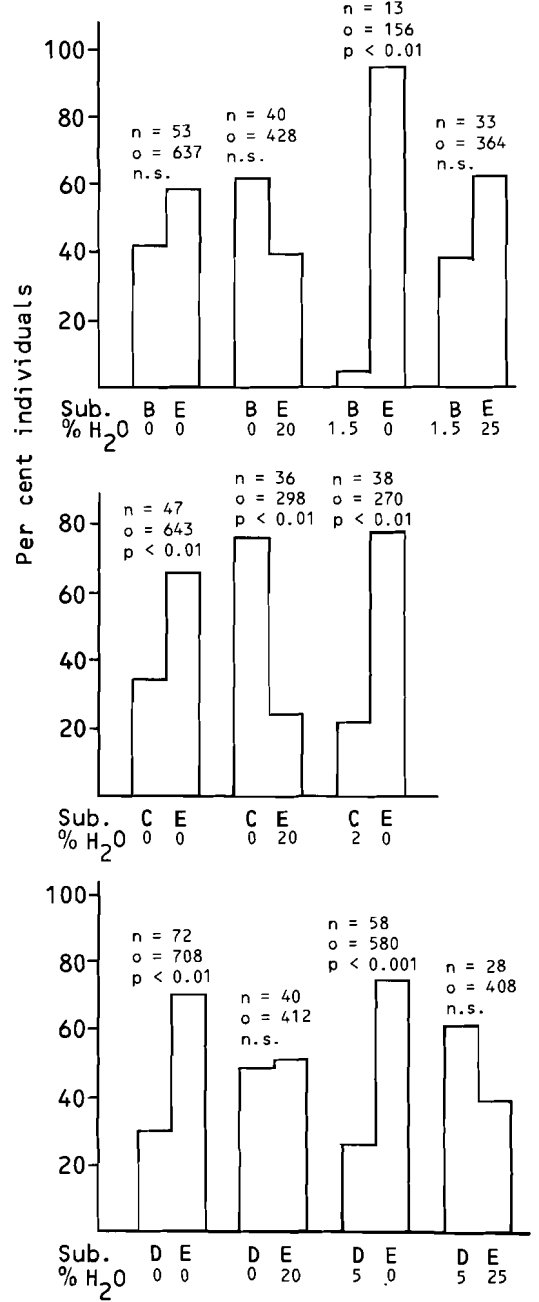 Per cent individuals
n = 13
o = 156
p < 0.01
100
n = 53
o = 637
n.s.
n = 40
o = 428
n.s.
n = 33
o = 364
n.s.
80
60
40
20
Sub. B E B E B E B E
% H2O 0 0 0 20 1.5 0 1.5 25
n = 47
o = 643
p < 0.01
n = 36
o = 298
p < 0.01
n = 38
o = 270
p < 0.01
80
60
40
20
Sub. C E C E C E
% H2O 0 0 0 20 2 0
100
n = 72
o = 708
p < 0.01
n = 40
o = 412
n.s.
n = 58
o = 580
p < 0.001
n = 28
o = 408
n.s.
80
60
40
20
Sub. D E D E D E D E
% H2O 0 0 0 20 5 0 5 25